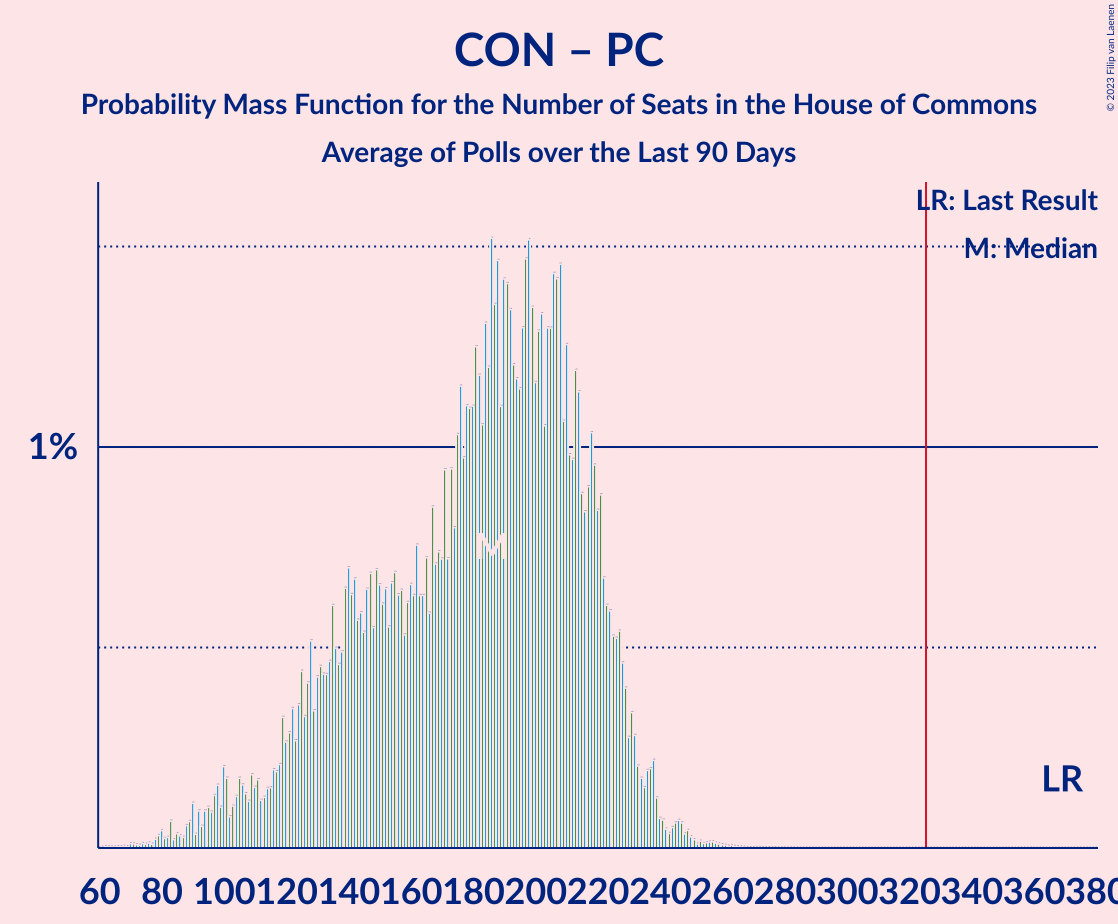 CON – PC
Probability Mass Function for the Number of Seats in the House of Commons
Average of Polls over the Last 90 Days
© 2023 Filip van Laenen
LR: Last Result
M: Median
1%
M
LR
60 80 100 120 140 160 180 200 220 240 260 280 300 320 340 360 380